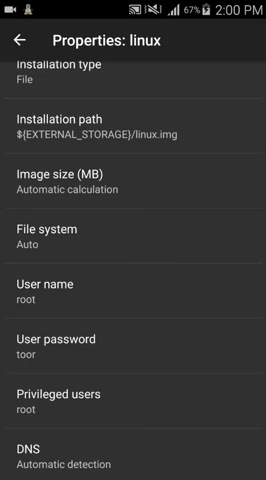 67% 2:00 PM
Properties: linux
Installation type
File
Installation path
${EXTERNAL_STORAGE}/linux.img
Image size (MB)
Automatic calculation
File system
Auto
User name
root
User password
toor
Privileged users
root
DNS
Automatic detection